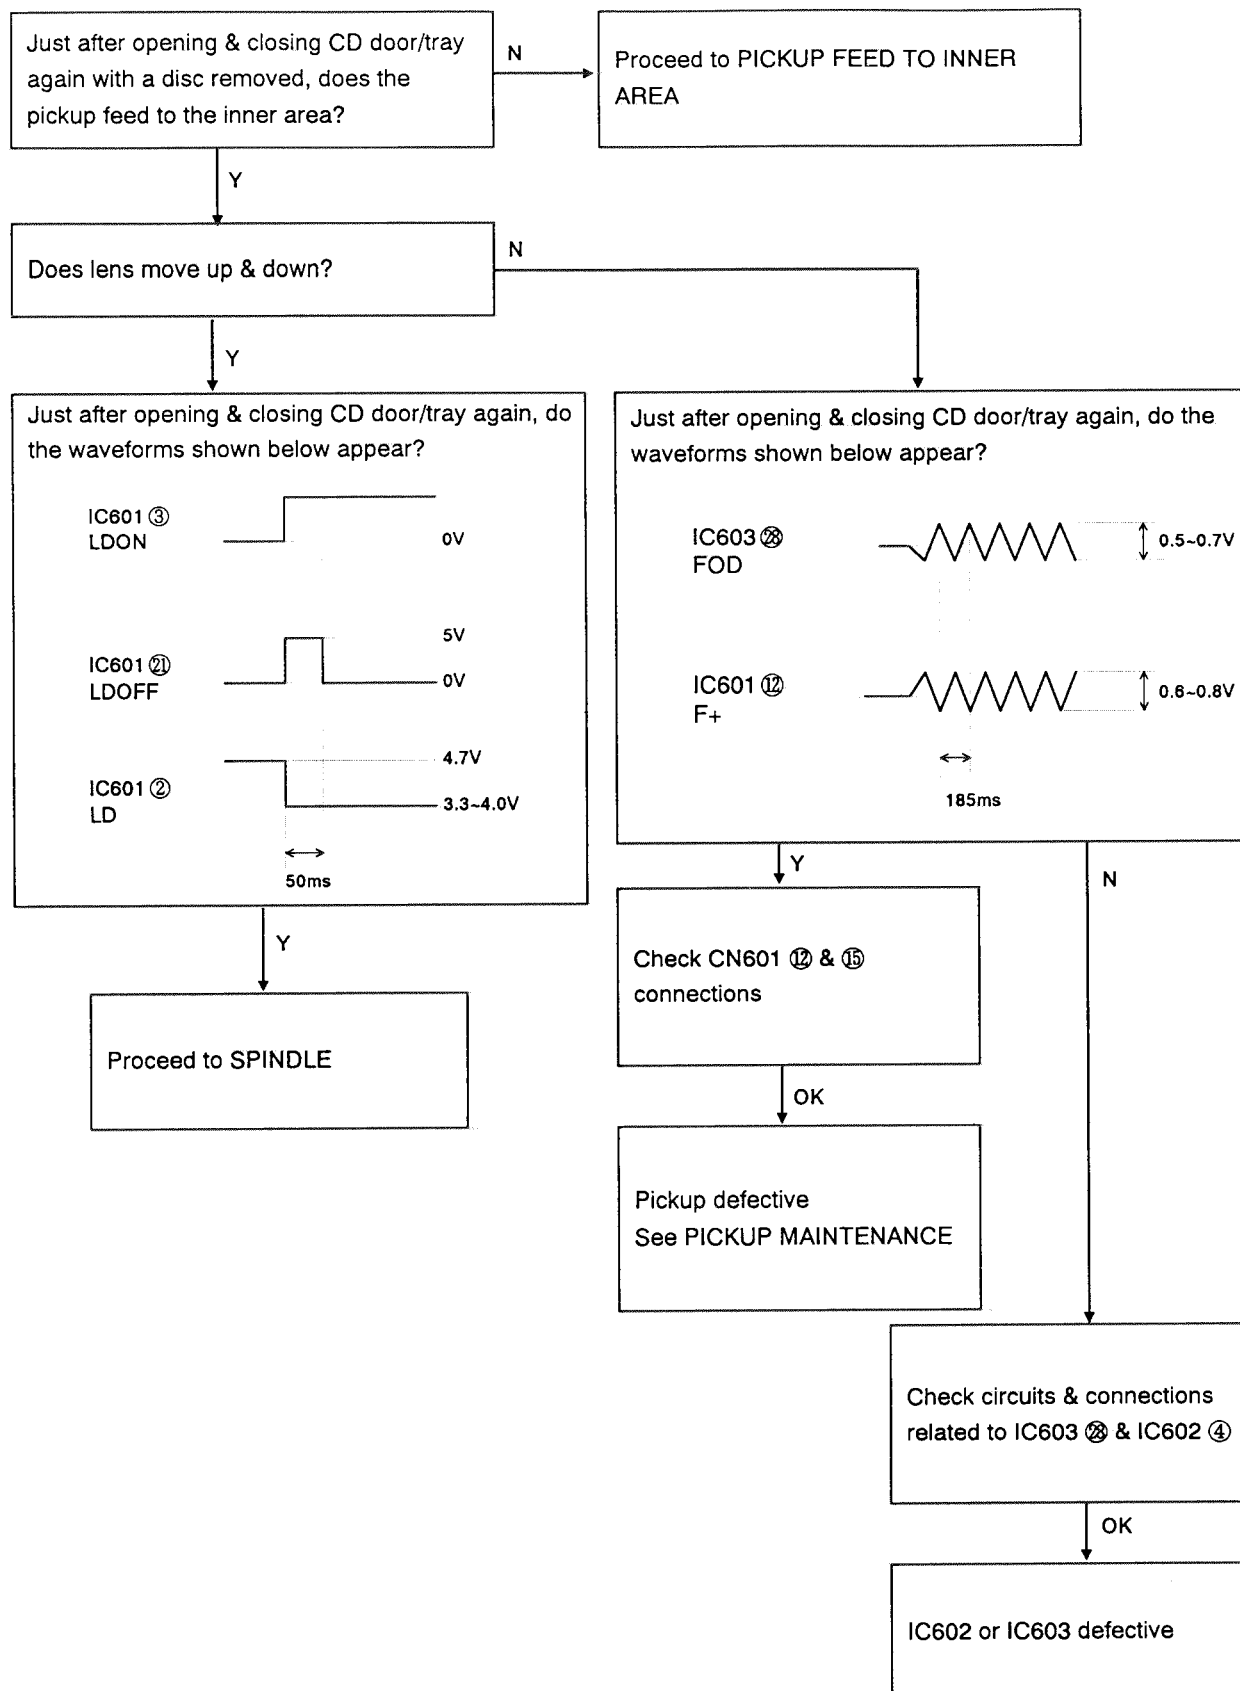 Just after opening & closing CD door/tray
again with a disc removed, does the
pickup feed to the inner area?
N
Proceed to PICKUP FEED TO INNER
AREA
Y
Does lens move up & down?
N
Y
Just after opening & closing CD door/tray again, do
the waveforms shown below appear?
IC601 ③
LDON
0V
IC601 ㉑
LDOFF
5V
0V
IC601 ②
LD
4.7V
3.3~4.0V
50ms
Y
Proceed to SPINDLE
Just after opening & closing CD door/tray again, do the
waveforms shown below appear?
IC603 ㉘
FOD
0.5~0.7V
IC601 ⑫
F+
0.6~0.8V
185ms
Y
N
Check CN601 ⑫ & ⑮
connections
OK
Pickup defective
See PICKUP MAINTENANCE
Check circuits & connections
related to IC603 ㉘ & IC602 ④
OK
IC602 or IC603 defective